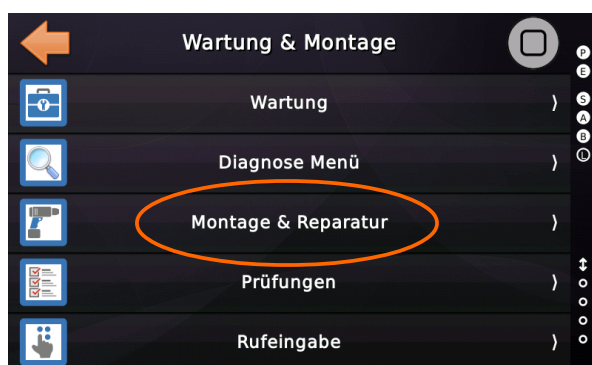 Wartung & Montage
Wartung
Diagnose Menü
Montage & Reparatur
Prüfungen
Rufeingabe
P
E
S
A
B
L